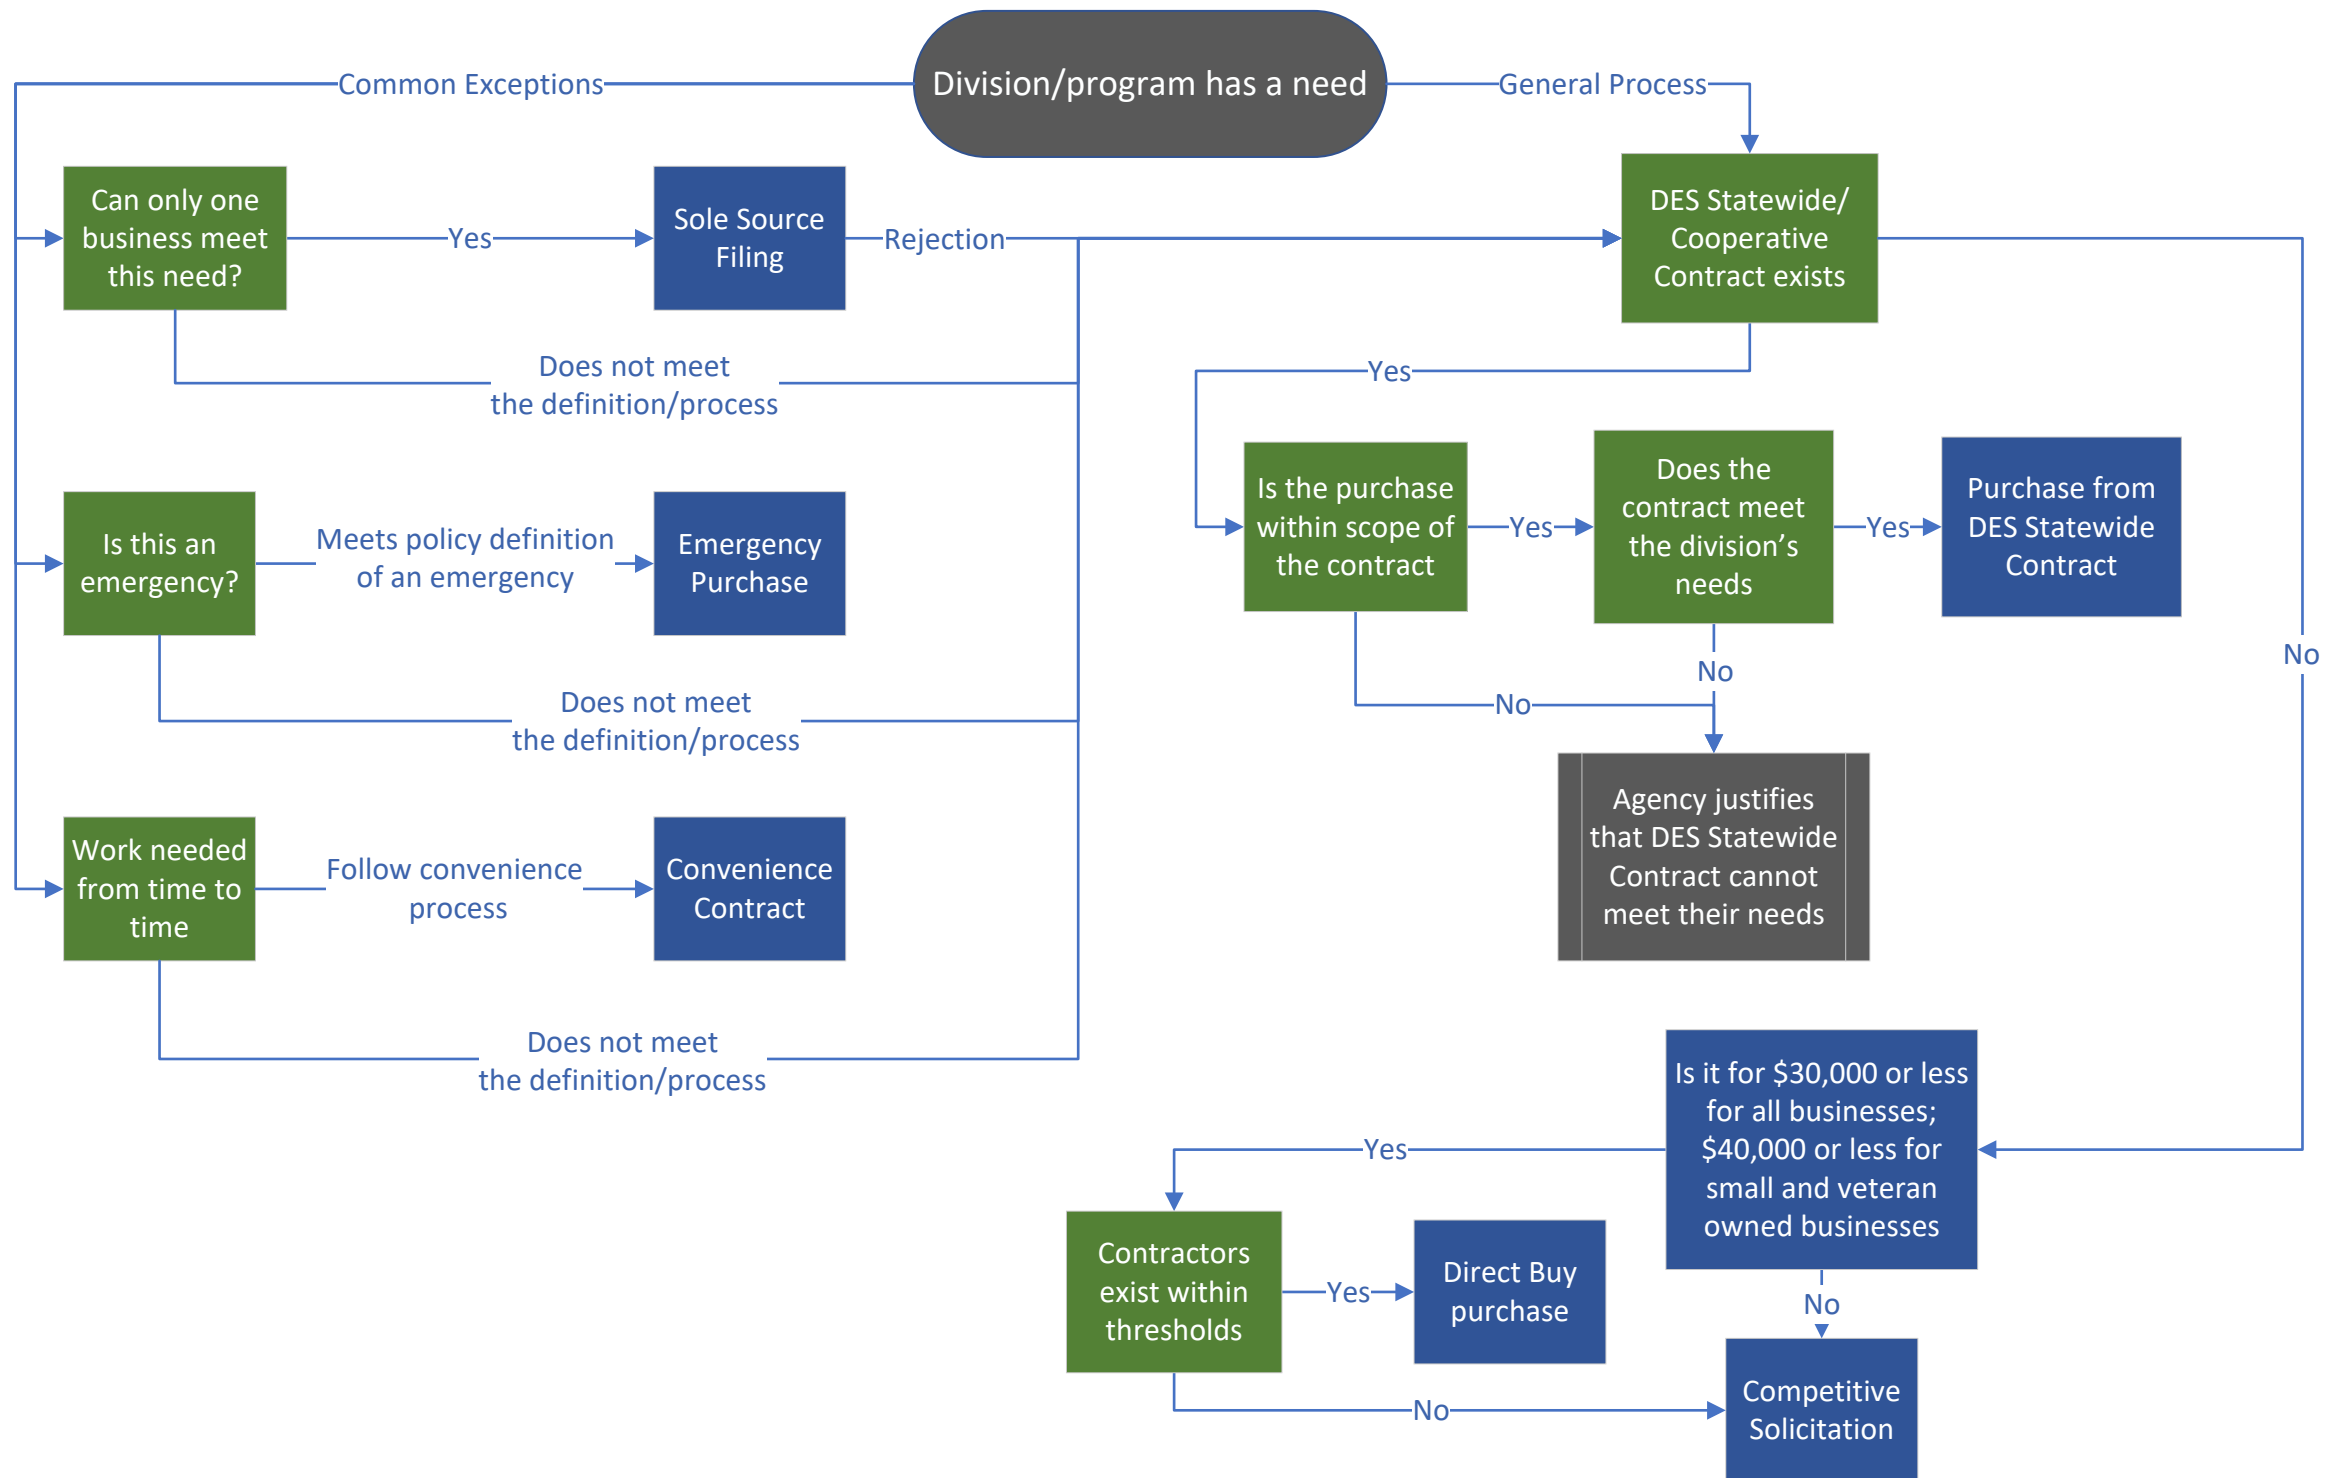 Division/program has a need
Common Exceptions
General Process
Can only one
business meet
this need?
Yes
Sole Source
Filing
Rejection
DES Statewide/
Cooperative
Contract exists
Does not meet
the definition/process
Yes
Is this an
emergency?
Meets policy definition
of an emergency
Emergency
Purchase
Is the purchase
within scope of
the contract
Yes
Does the
contract meet
the division’s
needs
Yes
Purchase from
DES Statewide
Contract
No
No
No
Does not meet
the definition/process
Agency justifies
that DES Statewide
Contract cannot
meet their needs
Work needed
from time to
time
Follow convenience
process
Convenience
Contract
Does not meet
the definition/process
Is it for $30,000 or less
for all businesses;
$40,000 or less for
small and veteran
owned businesses
Yes
Contractors
exist within
thresholds
Yes
Direct Buy
purchase
No
No
Competitive
Solicitation